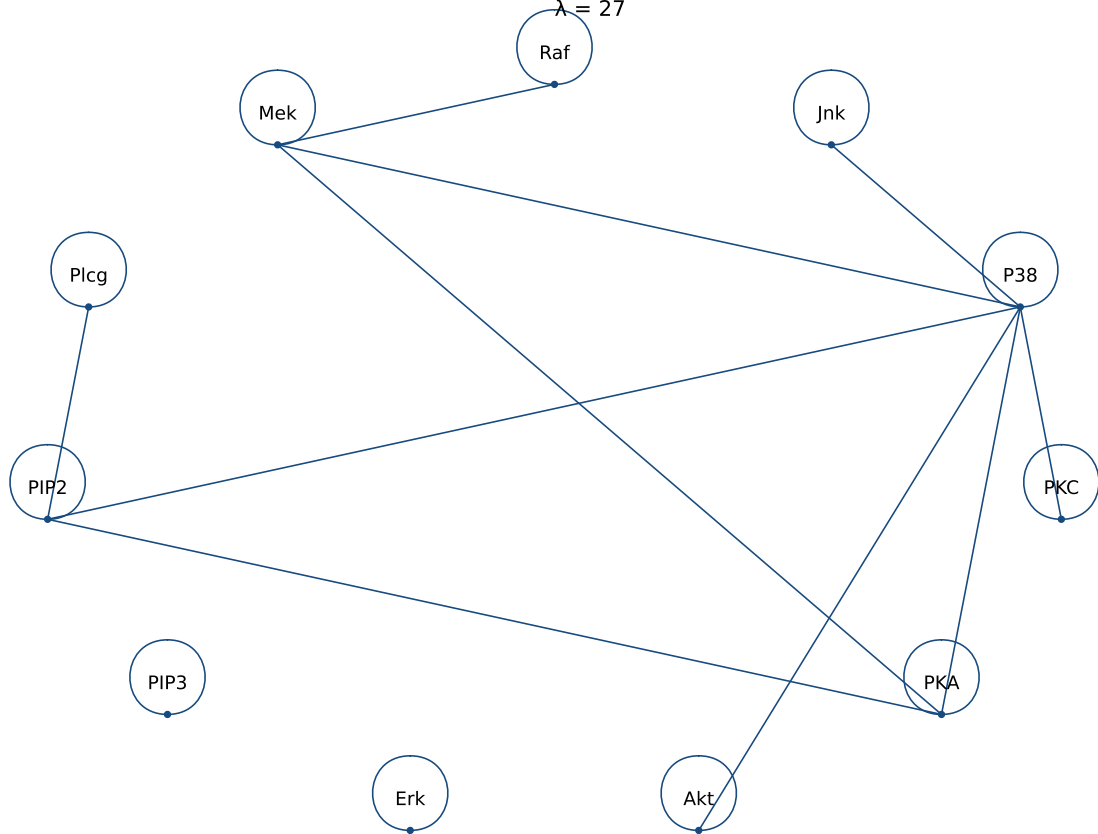 λ = 27
Raf
Mek
Jnk
Plcg
P38
PIP2
PKC
PIP3
PKA
Erk
Akt